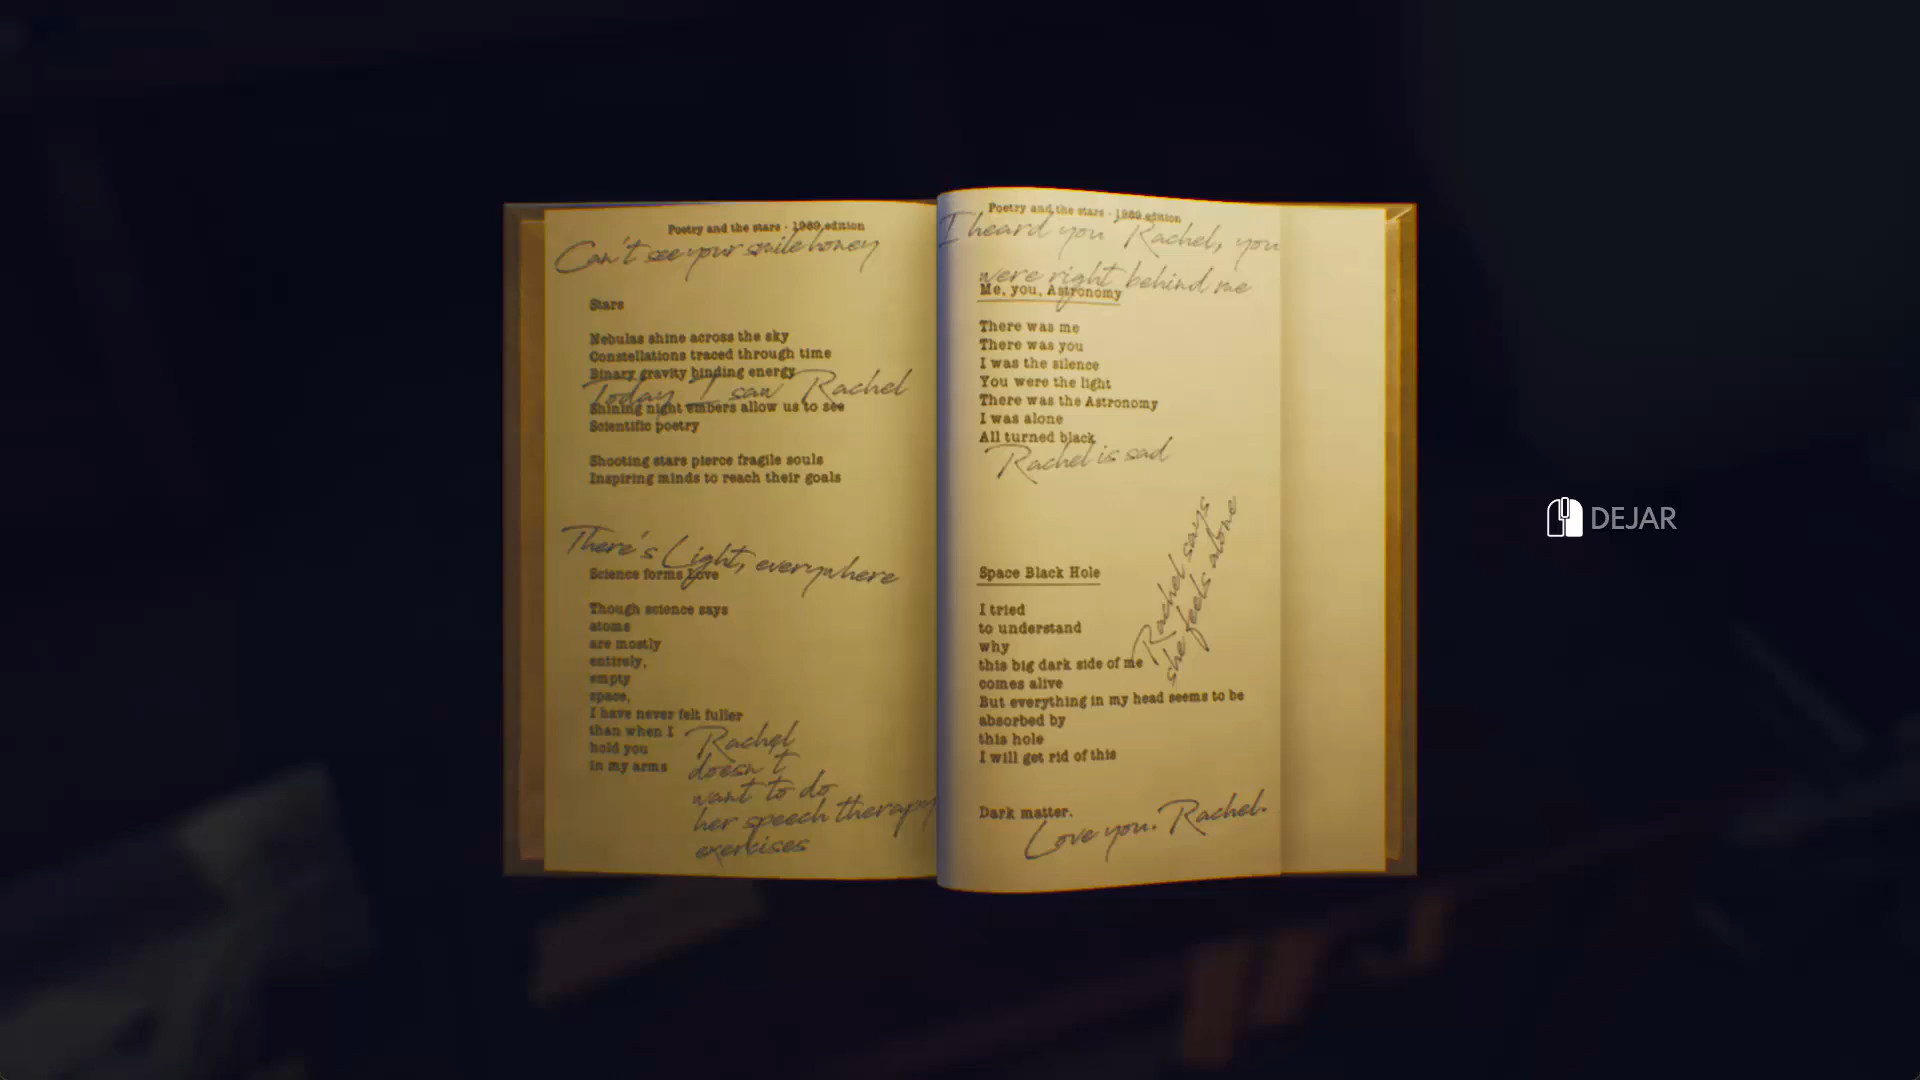 Poetry and the stars - 1989 edition
Can't see your smile honey
Stars
Nebulas shine across the sky
Constellations traced through time
Binary gravity binding energy
Today I saw Rachel
Shining night embers allow us to see
Scientific poetry
Shooting stars pierce fragile souls
Inspiring minds to reach their goals
There's Light, everywhere
Science forms Love
Though science says
atoms
are mostly
entirely,
empty
space,
I have never felt fuller
than when I
hold you
in my arms
Rachel
doesn't
want to do
her speech therapy
exercises
Poetry and the stars - 1989 edition
I heard you Rachel, you
were right behind me
Me, you, Astronomy
There was me
There was you
I was the silence
You were the light
There was the Astronomy
I was alone
All turned black
Rachel is sad
Rachel says
she feels alone
Space Black Hole
I tried
to understand
why
this big dark side of me
comes alive
But everything in my head seems to be
absorbed by
this hole
I will get rid of this
Dark matter.
Love you. Rachel.
DEJAR